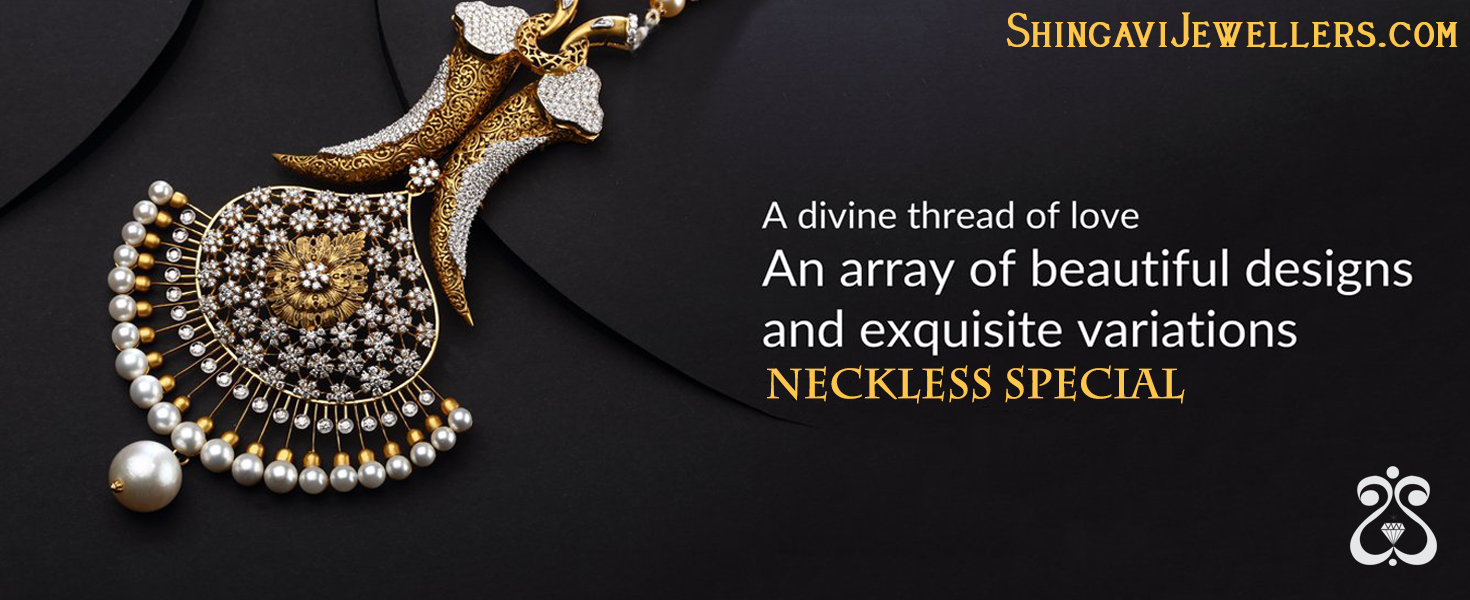 ShingaviJewellers.com
A divine thread of love
An array of beautiful designs
and exquisite variations
NECKLESS SPECIAL